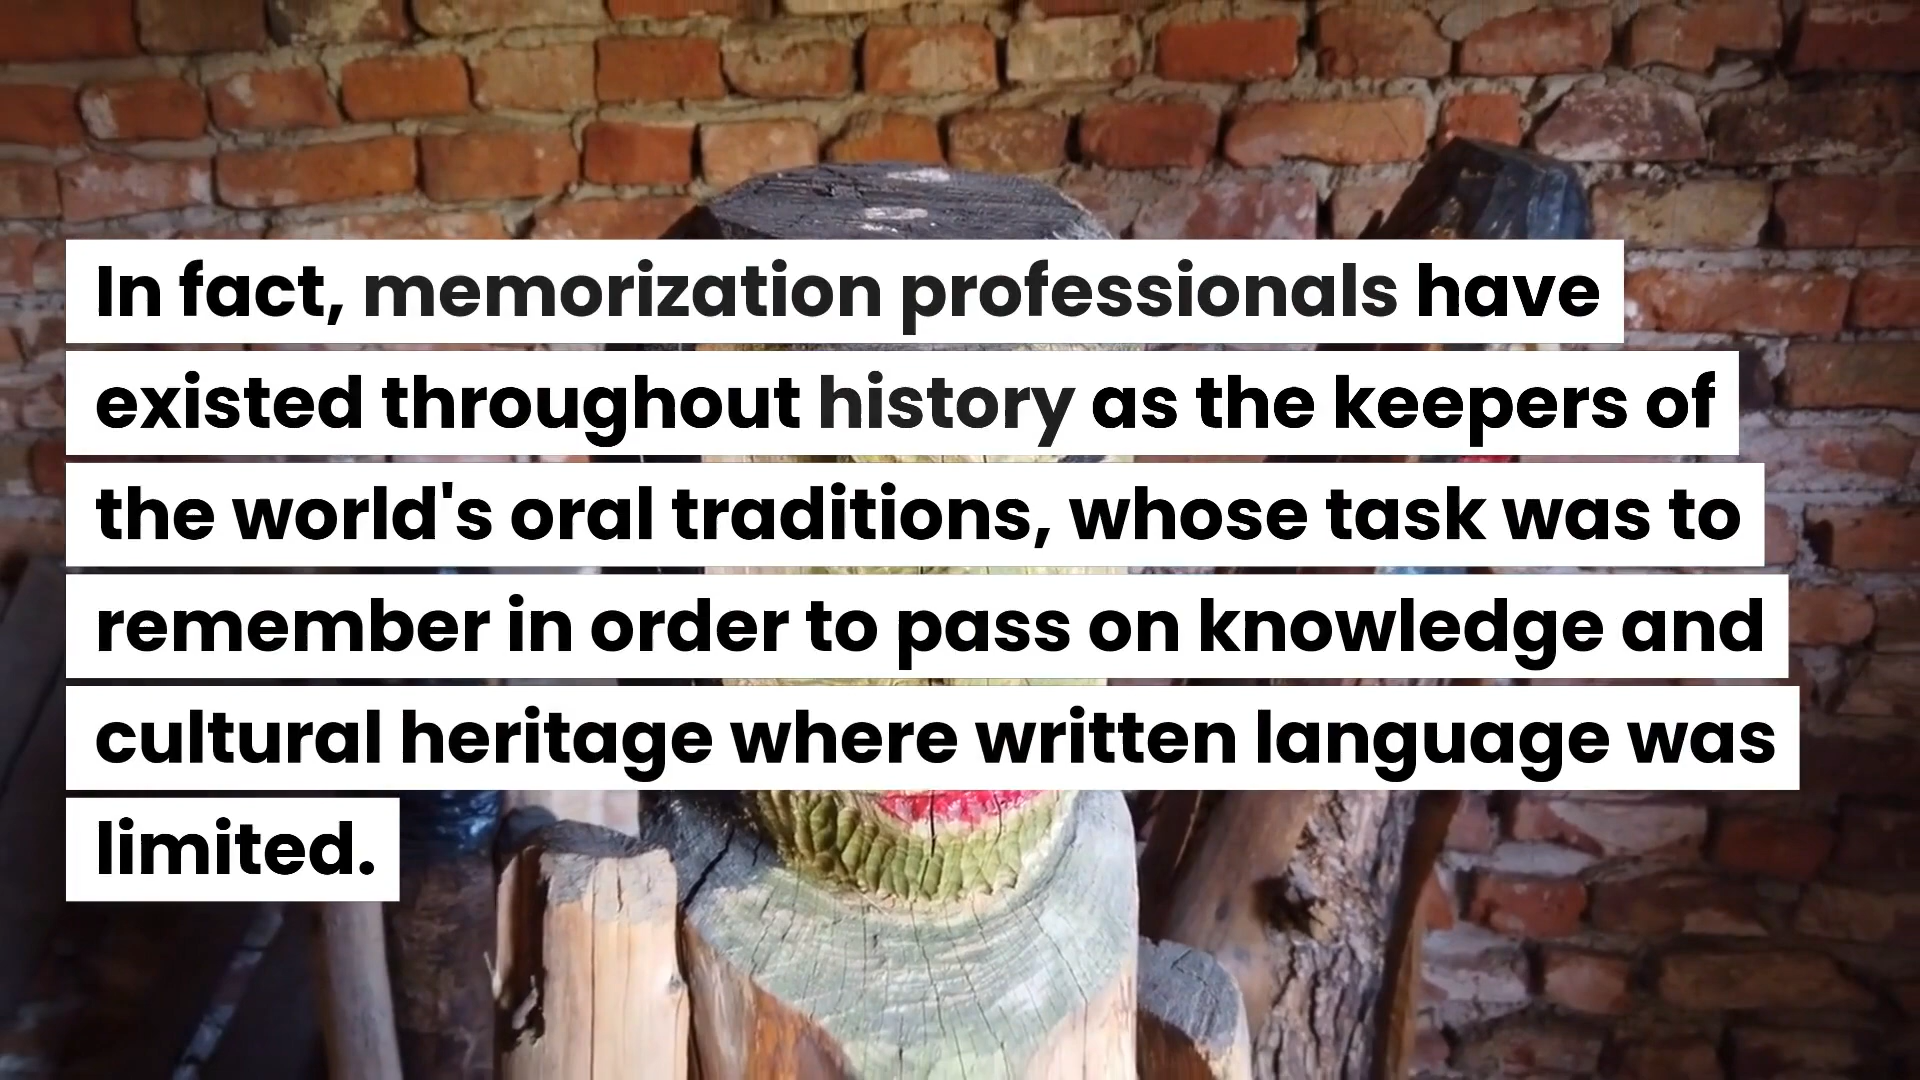 In fact, memorization professionals have
existed throughout history as the keepers of
the world's oral traditions, whose task was to
remember in order to pass on knowledge and
cultural heritage where written language was
limited.